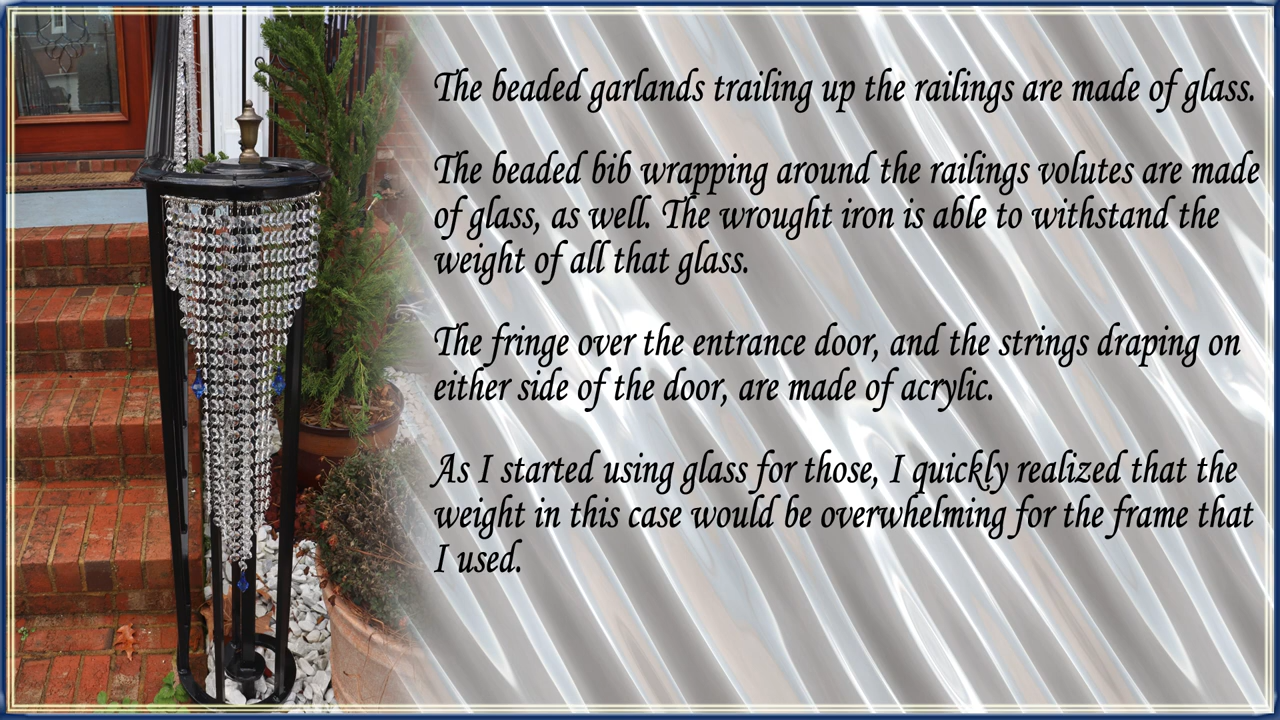 The beaded garlands trailing up the railings are made of glass.
The beaded bib wrapping around the railings volutes are made
of glass, as well. The wrought iron is able to withstand the
weight of all that glass.
The fringe over the entrance door, and the strings draping on
either side of the door, are made of acrylic.
As I started using glass for those, I quickly realized that the
weight in this case would be overwhelming for the frame that
I used.